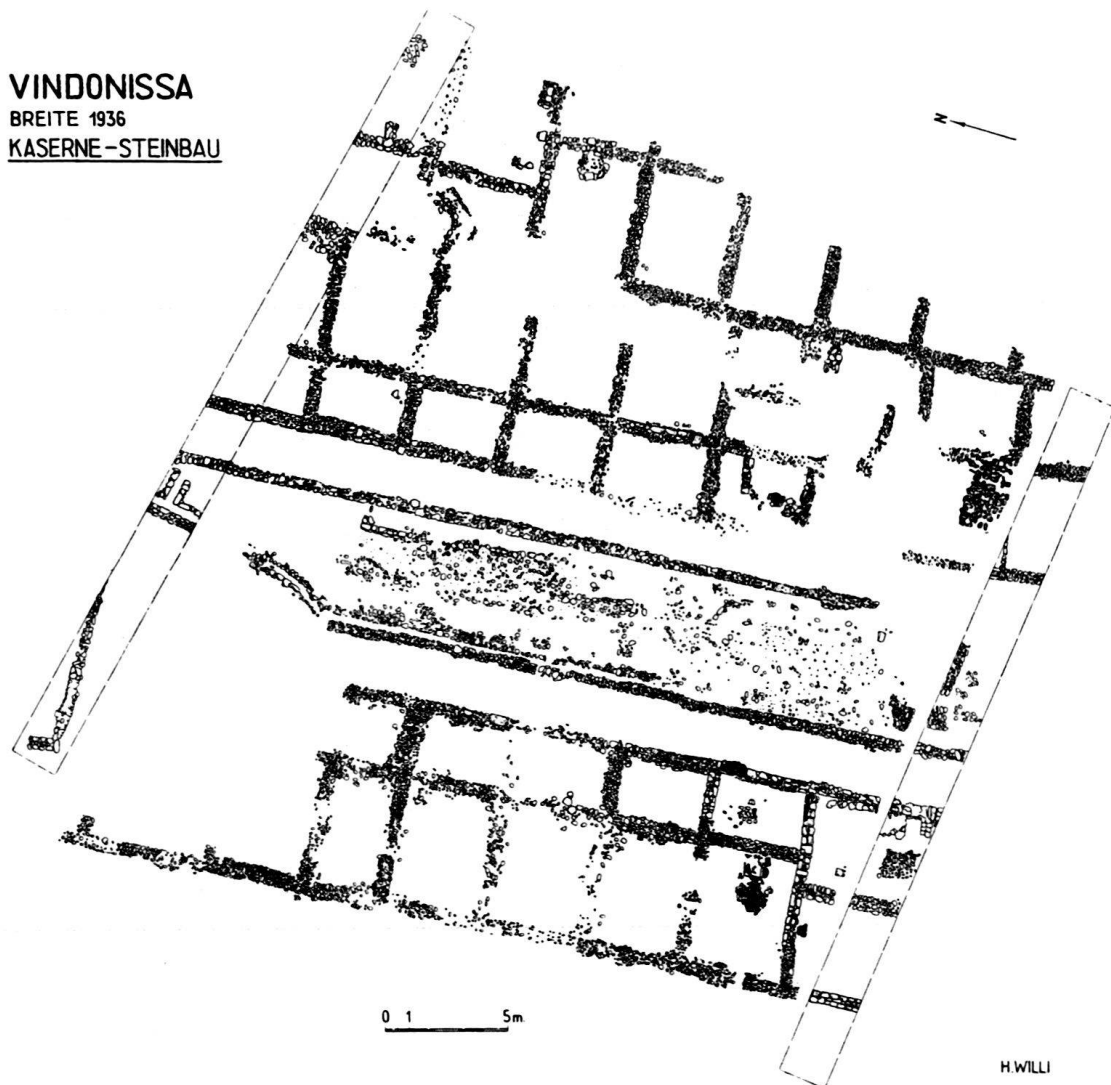 VINDONISSA
BREITE 1936
KASERNE-STEINBAU
N
0 1 5m.
H.WILLI